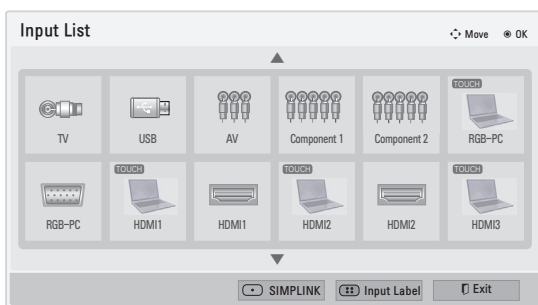 Input List
Move
OK
TV
USB
AV
Component 1
Component 2
TOUCH
RGB-PC
RGB-PC
TOUCH
HDMI1
HDMI1
TOUCH
HDMI2
HDMI2
TOUCH
HDMI3
SIMPLINK
Input Label
Exit